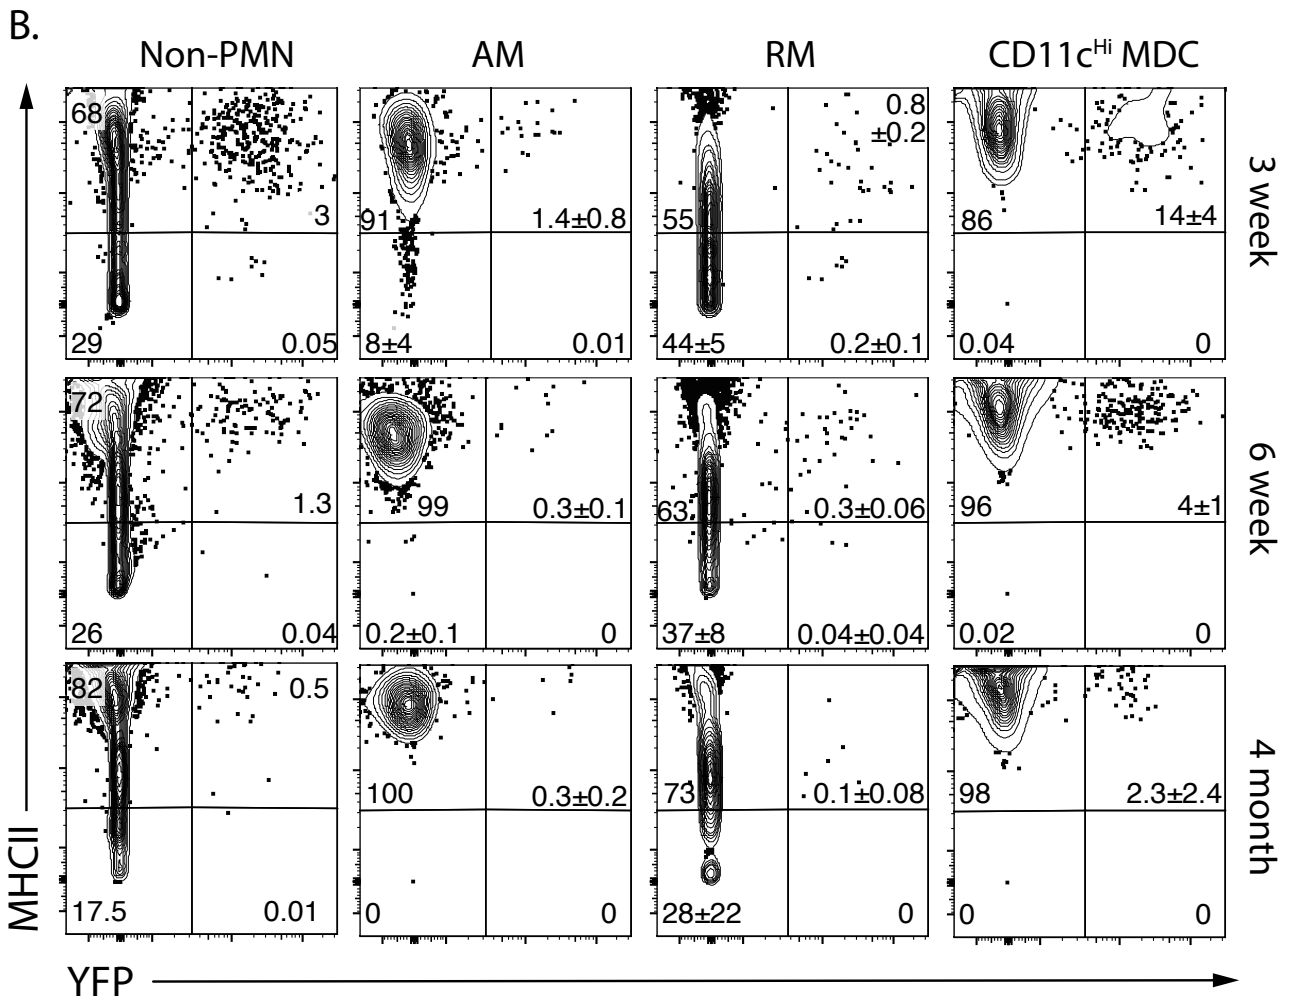 B.
Non-PMN AM RM CD11cHi MDC
68 0.8
±0.2
3 91 1.4±0.8 55 86 14±4
29 0.05 8±4 0.01 44±5 0.2±0.1 0.04 0
3 week
72
1.3 99 0.3±0.1 63 0.3±0.06 96 4±1
26 0.04 0.2±0.1 0 37±8 0.04±0.04 0.02 0
6 week
82 0.5
100 0.3±0.2 73 0.1±0.08 98 2.3±2.4
17.5 0.01 0 0 28±22 0 0 0
4 month
MHCII
YFP